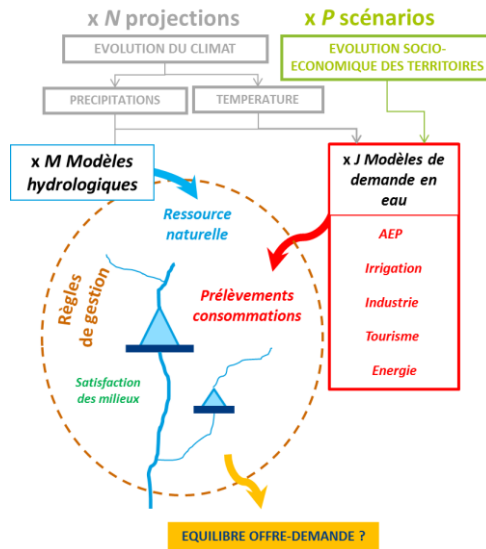 x N projections
x P scénarios
EVOLUTION DU CLIMAT
EVOLUTION SOCIO-
ECONOMIQUE DES TERRITOIRES
PRECIPITATIONS
TEMPERATURE
x M Modèles
hydrologiques
x J Modèles de
demande en
eau
AEP
Irrigation
Industrie
Tourisme
Energie
Ressource
naturelle
Règles
de gestion
Prélèvements
consommations
Satisfaction
des milieux
EQUILIBRE OFFRE-DEMANDE ?